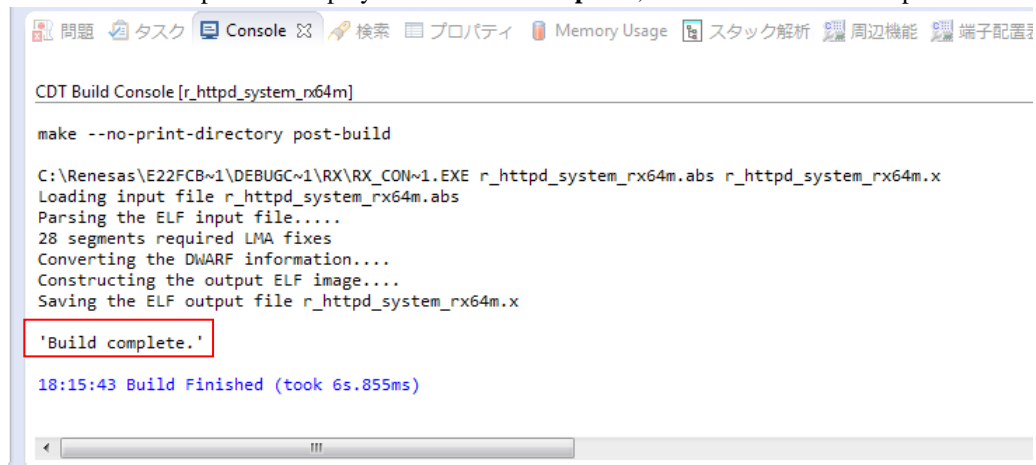 問題 タスク Console 検索 プロパティ Memory Usage スタック解析 周辺機能 端子配置
CDT Build Console [r_httpd_system_rx64m]
make --no-print-directory post-build
C:\Renesas\E22FCB~1\DEBUGC~1\RX\RX_CON~1.EXE r_httpd_system_rx64m.abs r_httpd_system_rx64m.x
Loading input file r_httpd_system_rx64m.abs
Parsing the ELF input file.....
28 segments required LMA fixes
Converting the DWARF information....
Constructing the output ELF image....
Saving the ELF output file r_httpd_system_rx64m.x
'Build complete.'
18:15:43 Build Finished (took 6s.855ms)